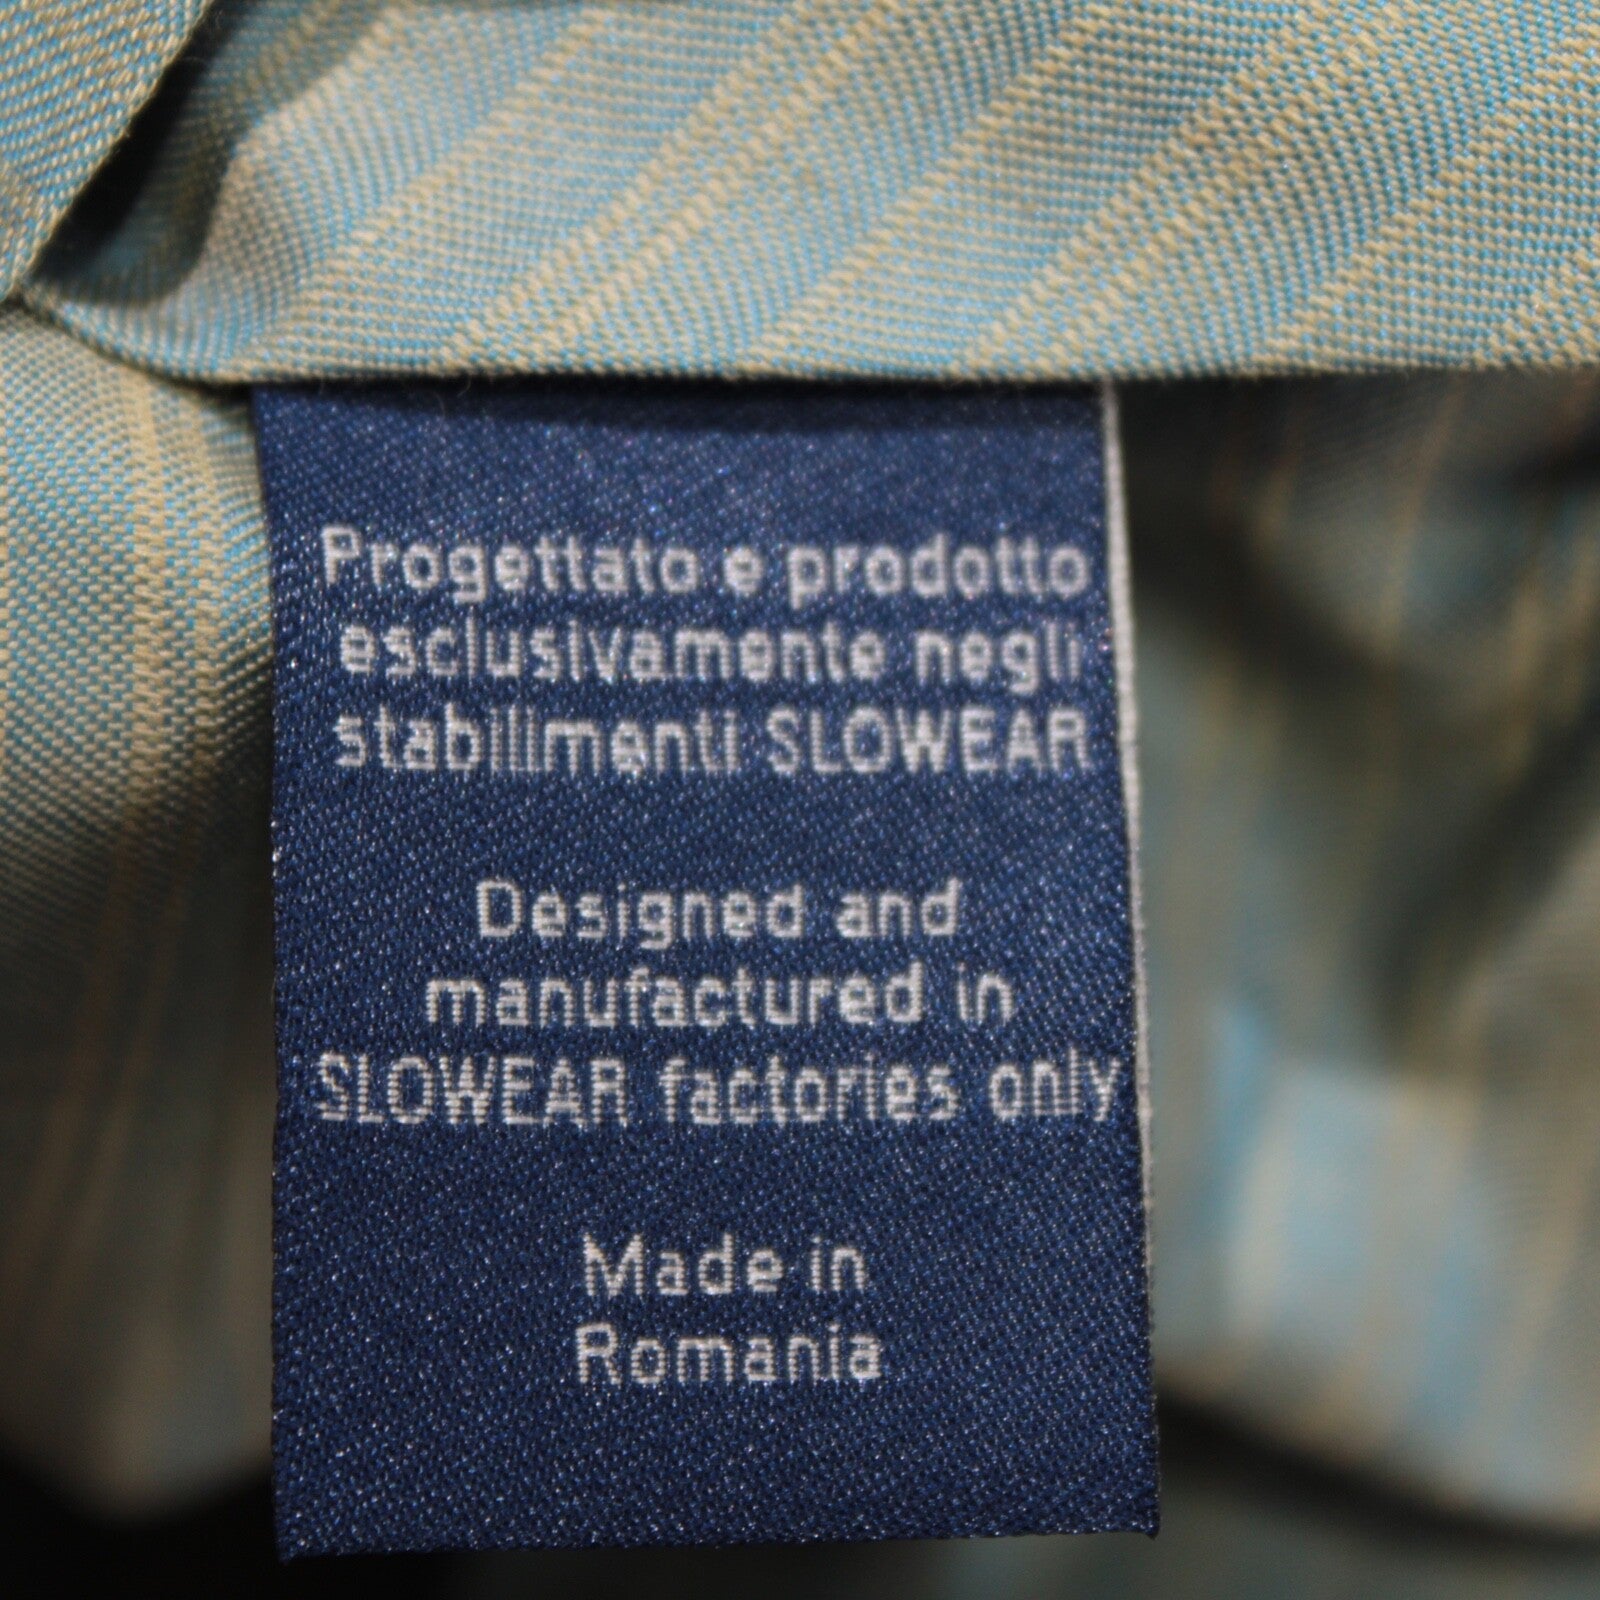 Progettato e prodotto
esclusivamente negli
stabilimenti SLOWEAR
Designed and
manufactured in
SLOWEAR factories only
Made in
Romania